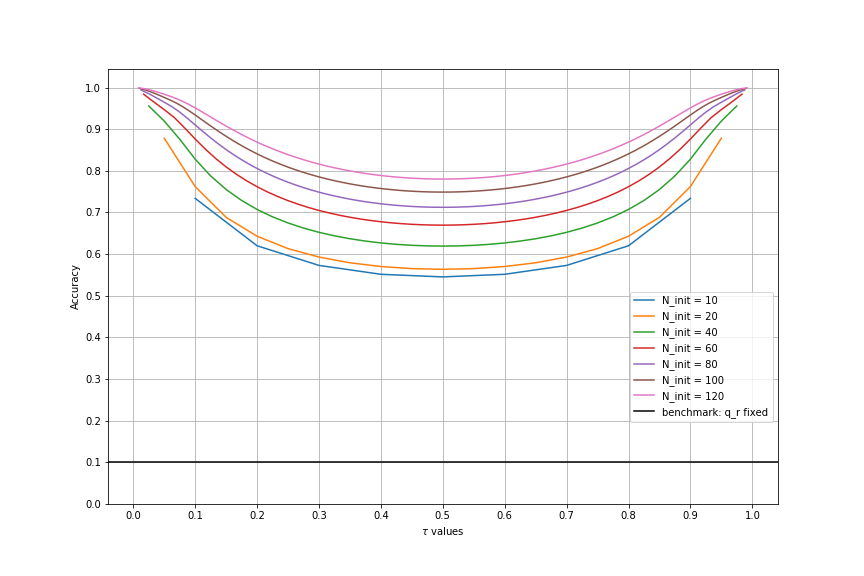 Accuracy
1.0
0.9
0.8
0.7
0.6
0.5
0.4
0.3
0.2
0.1
0.0
N_init = 10
N_init = 20
N_init = 40
N_init = 60
N_init = 80
N_init = 100
N_init = 120
benchmark: q_r fixed
0.0 0.1 0.2 0.3 0.4 0.5 0.6 0.7 0.8 0.9 1.0
τ values